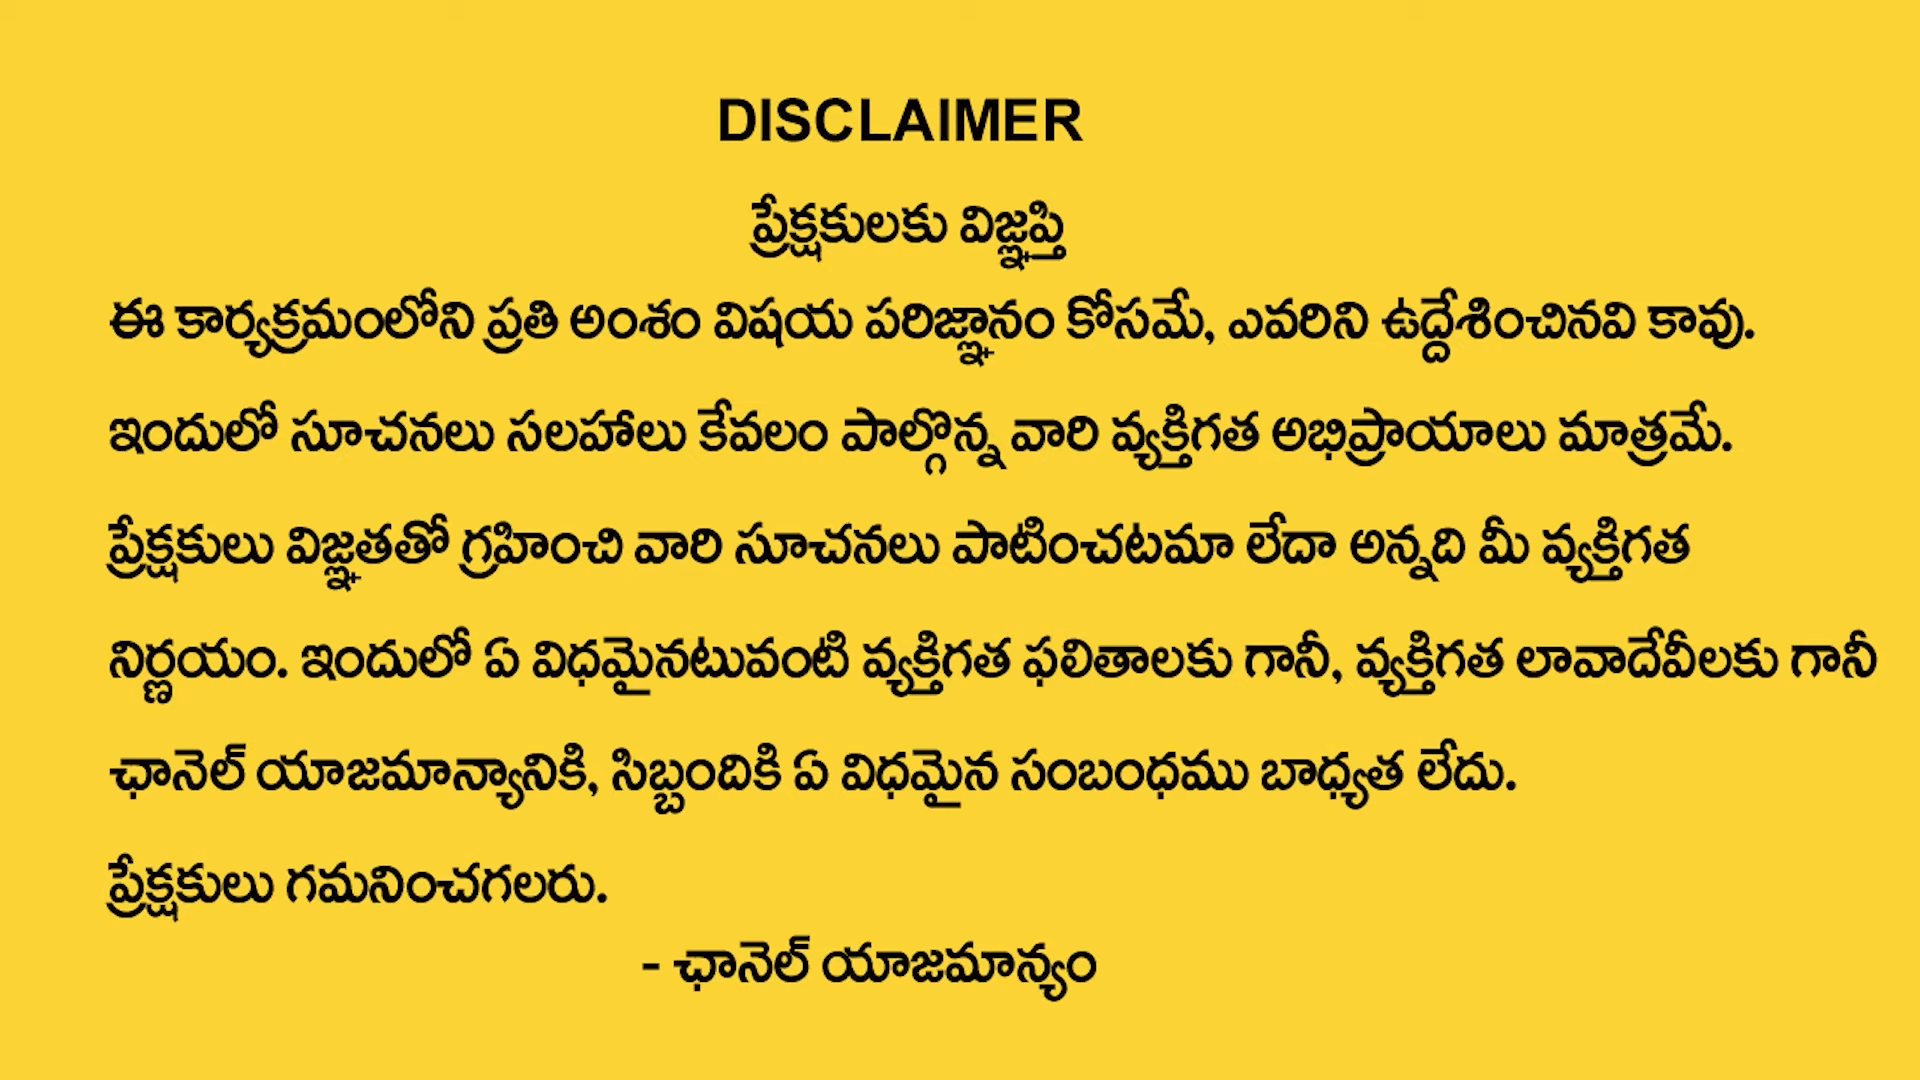 DISCLAIMER
ప్రేక్షకులకు విజ్ఞప్తి
ఈ కార్యక్రమంలోని ప్రతి అంశం విషయ పరిజ్ఞానం కోసమే, ఎవరిని ఉద్దేశించినవి కావు.
ఇందులో సూచనలు సలహాలు కేవలం పాల్గొన్న వారి వ్యక్తిగత అభిప్రాయాలు మాత్రమే.
ప్రేక్షకులు విజ్ఞతతో గ్రహించి వారి సూచనలు పాటించటమా లేదా అన్నది మీ వ్యక్తిగత
నిర్ణయం. ఇందులో ఏ విధమైనటువంటి వ్యక్తిగత ఫలితాలకు గానీ, వ్యక్తిగత లావాదేవీలకు గానీ
ఛానెల్ యాజమాన్యానికి, సిబ్బందికి ఏ విధమైన సంబంధము బాధ్యత లేదు.
ప్రేక్షకులు గమనించగలరు.
- ఛానెల్ యాజమాన్యం